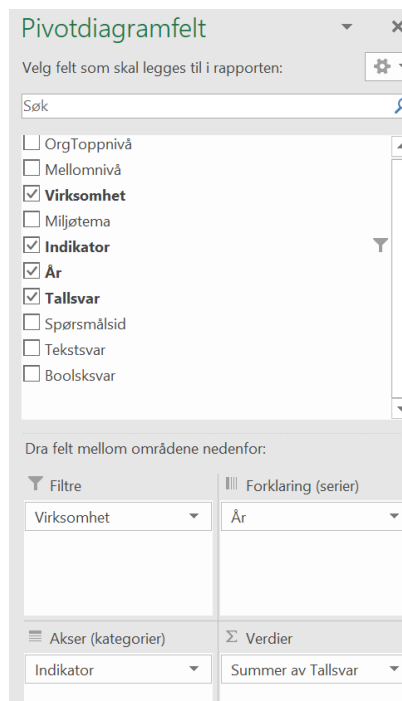 Pivotdiagramfelt
Velg felt som skal legges til i rapporten:
Søk
OrgToppnivå
Mellomnivå
Virksomhet
Miljøtema
Indikator
År
Tallsvar
Spørsmålsid
Tekstsvar
Boolsksvar
Dra felt mellom områdene nedenfor:
Filtre
Forklaring (serier)
Virksomhet
År
Akser (kategorier)
Σ Verdier
Indikator
Summer av Tallsvar